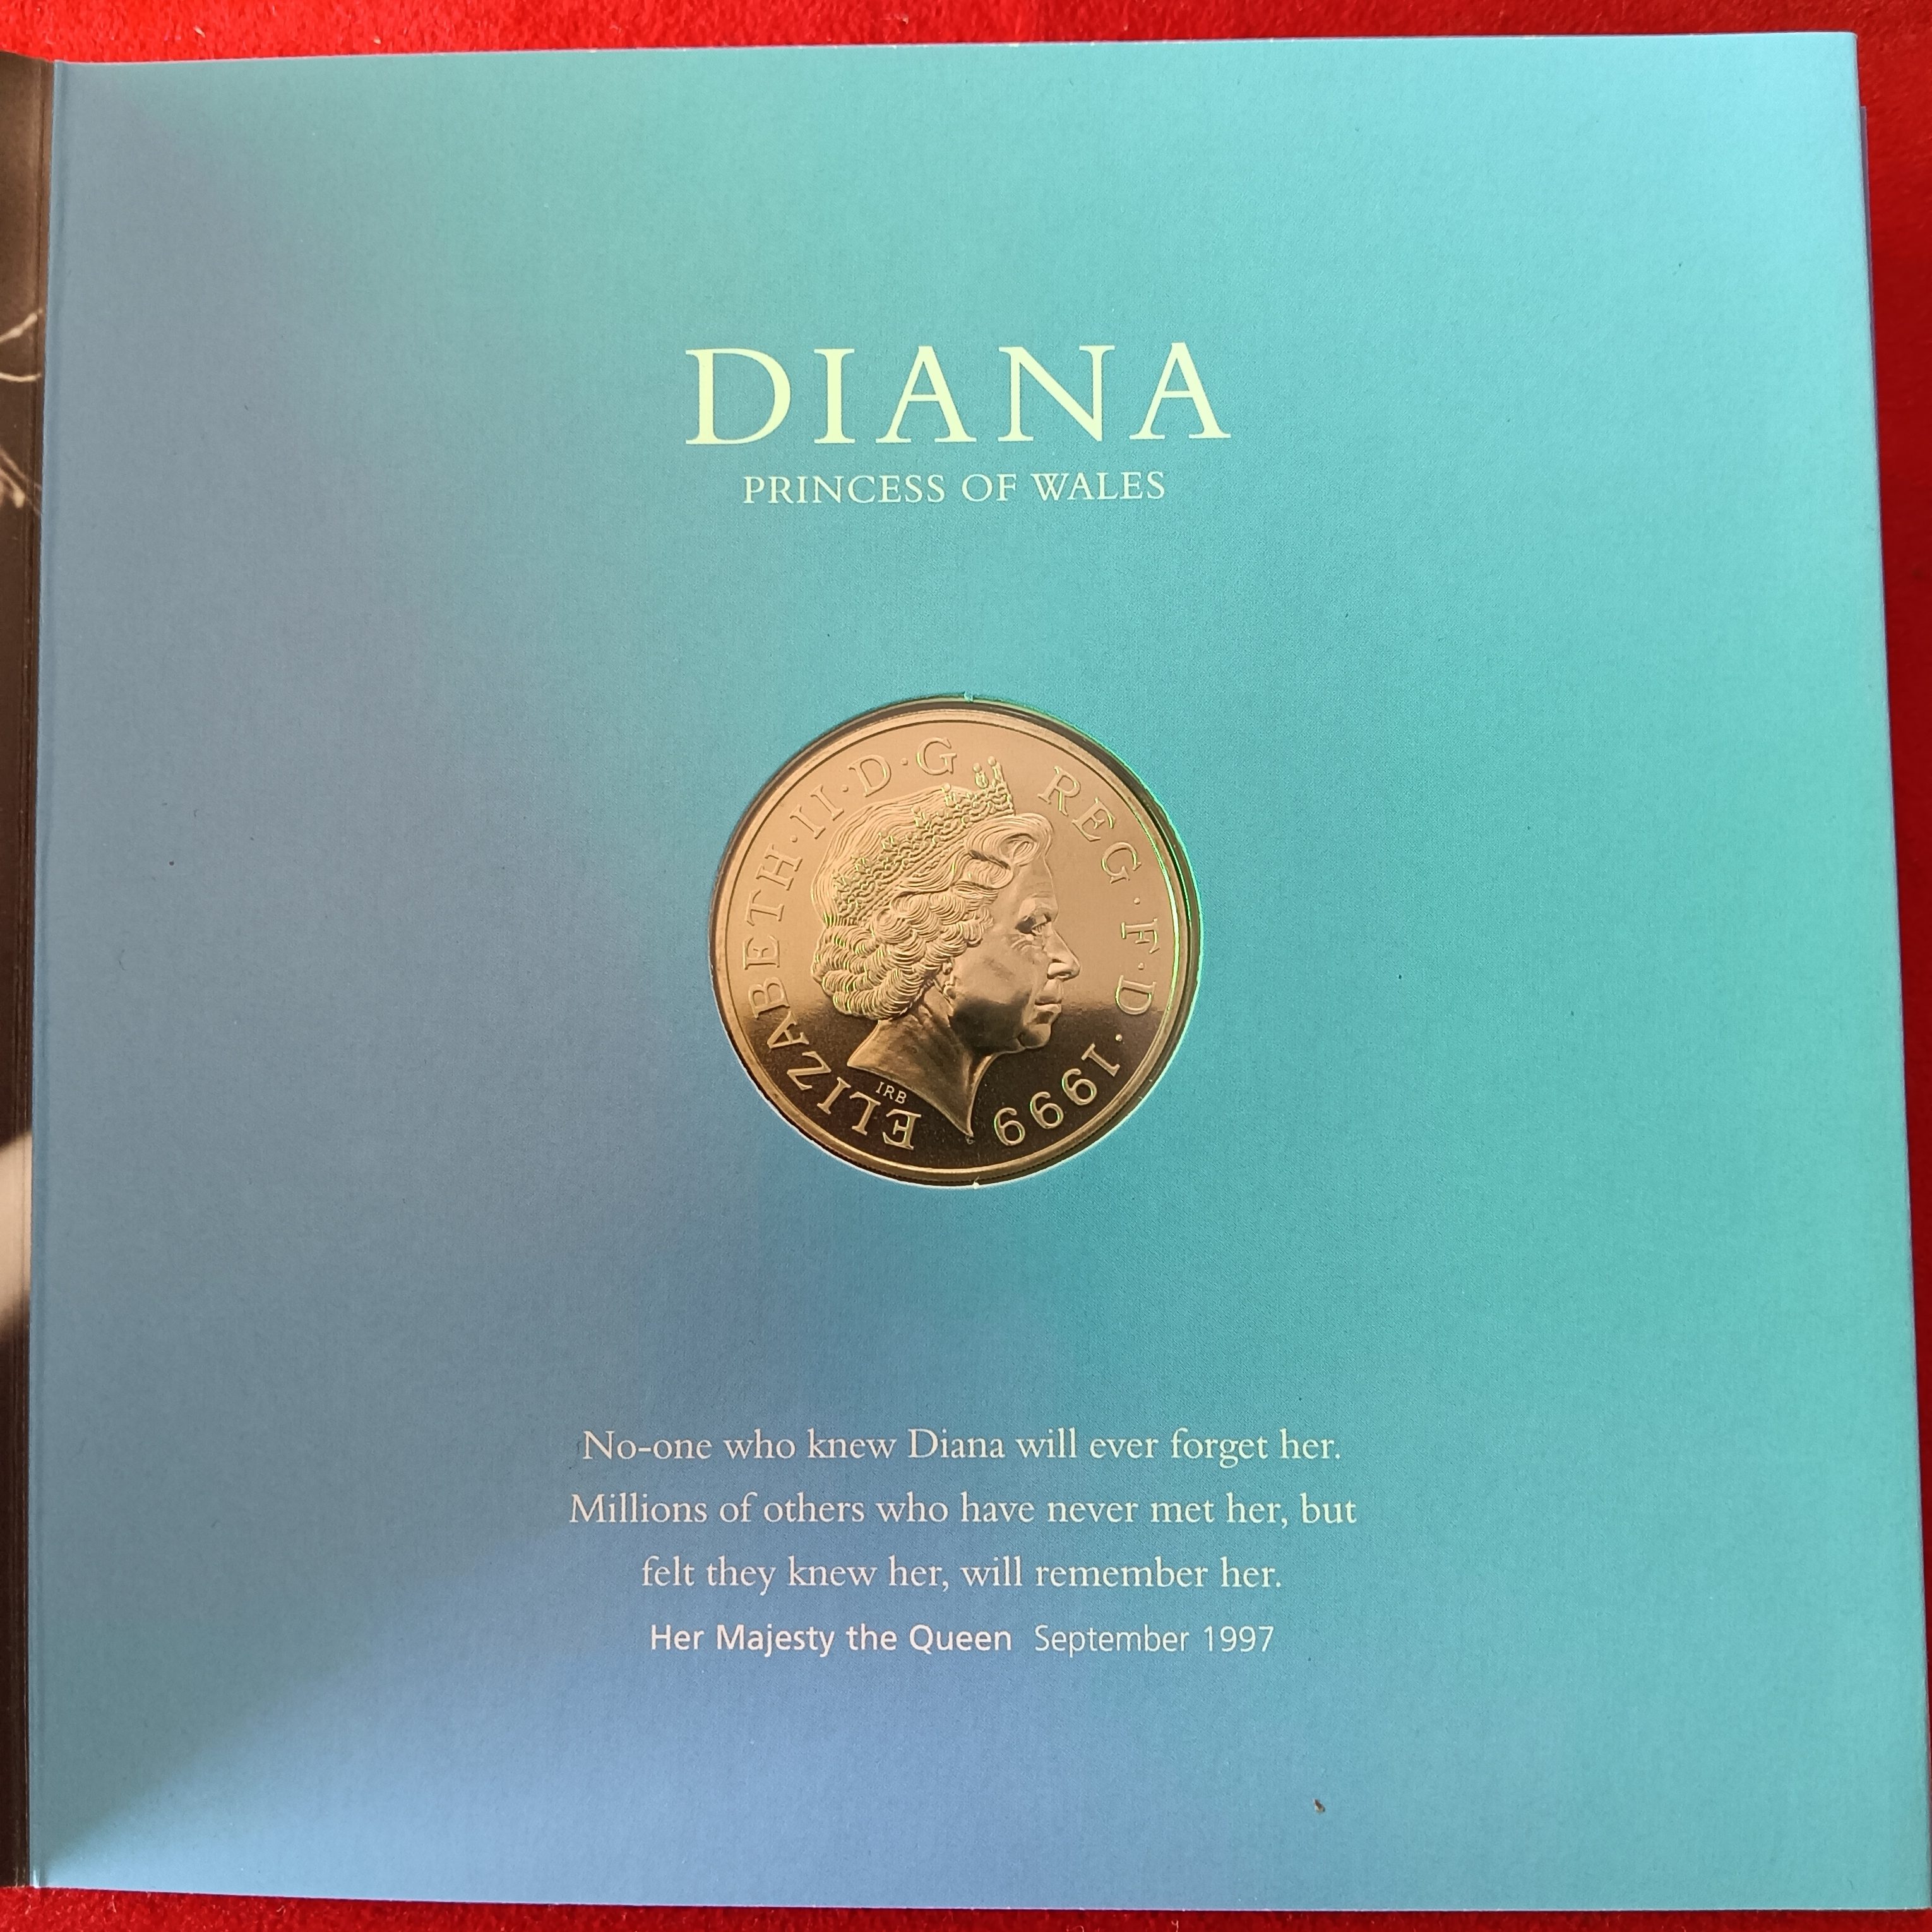 DIANA
PRINCESS OF WALES
ELIZABETH·II·D·G REG·F·D·1999
IRB
No-one who knew Diana will ever forget her.
Millions of others who have never met her, but
felt they knew her, will remember her.
Her Majesty the Queen September 1997